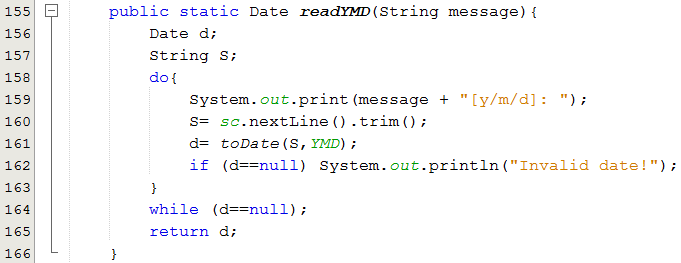 155 public static Date readYMD(String message){
156 Date d;
157 String S;
158 do{
159 System.out.print(message + "[y/m/d]: ");
160 S= sc.nextLine().trim();
161 d= toDate(S,YMD);
162 if (d==null) System.out.println("Invalid date!");
163 }
164 while (d==null);
165 return d;
166 }